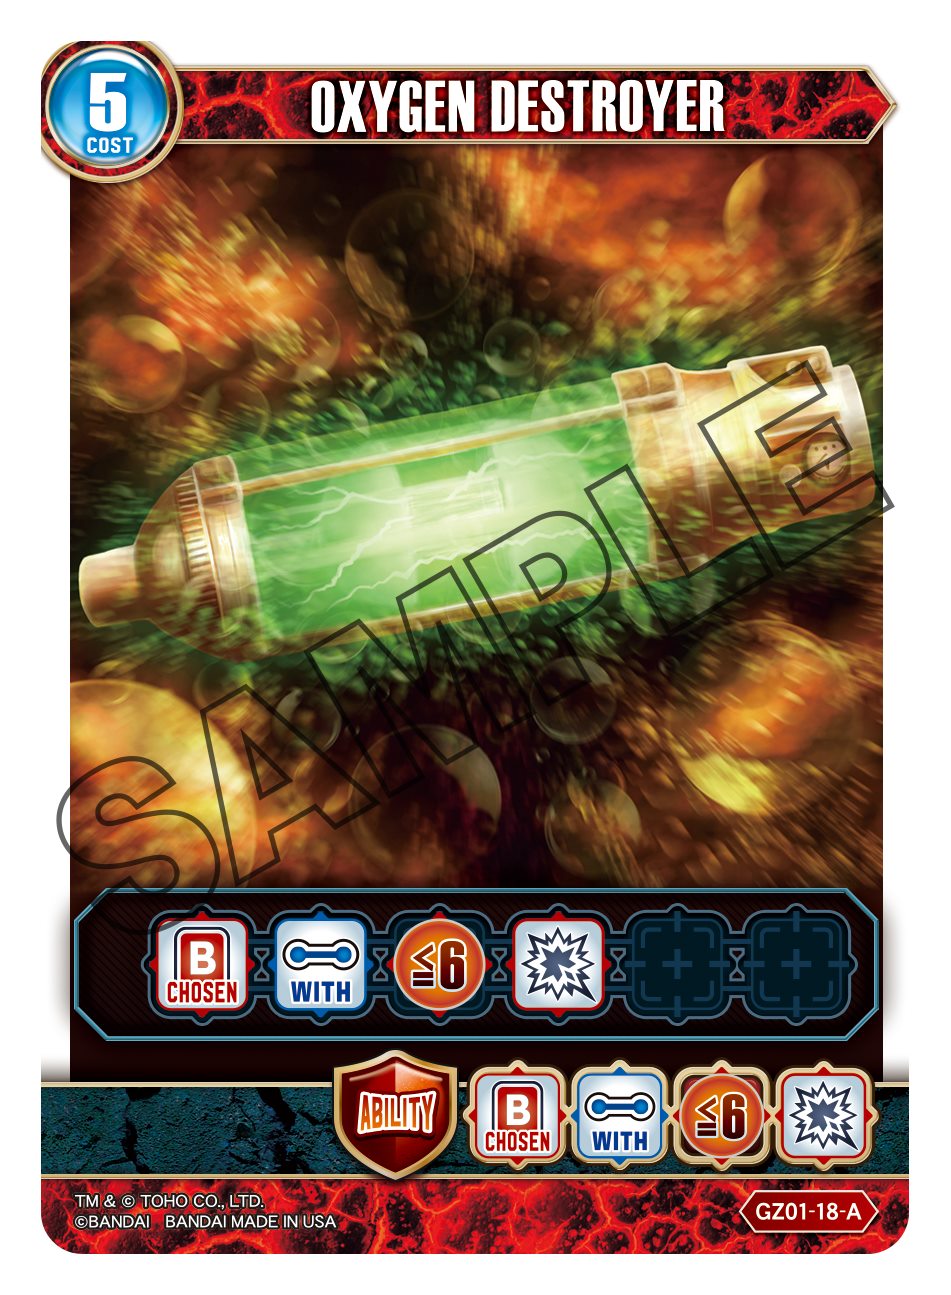 5
COST
OXYGEN DESTROYER
SAMPLE
B
CHOSEN
WITH
≦6
ABILITY
B
CHOSEN
WITH
≦6
TM & © TOHO CO., LTD.
©BANDAI BANDAI MADE IN USA
GZ01-18-A